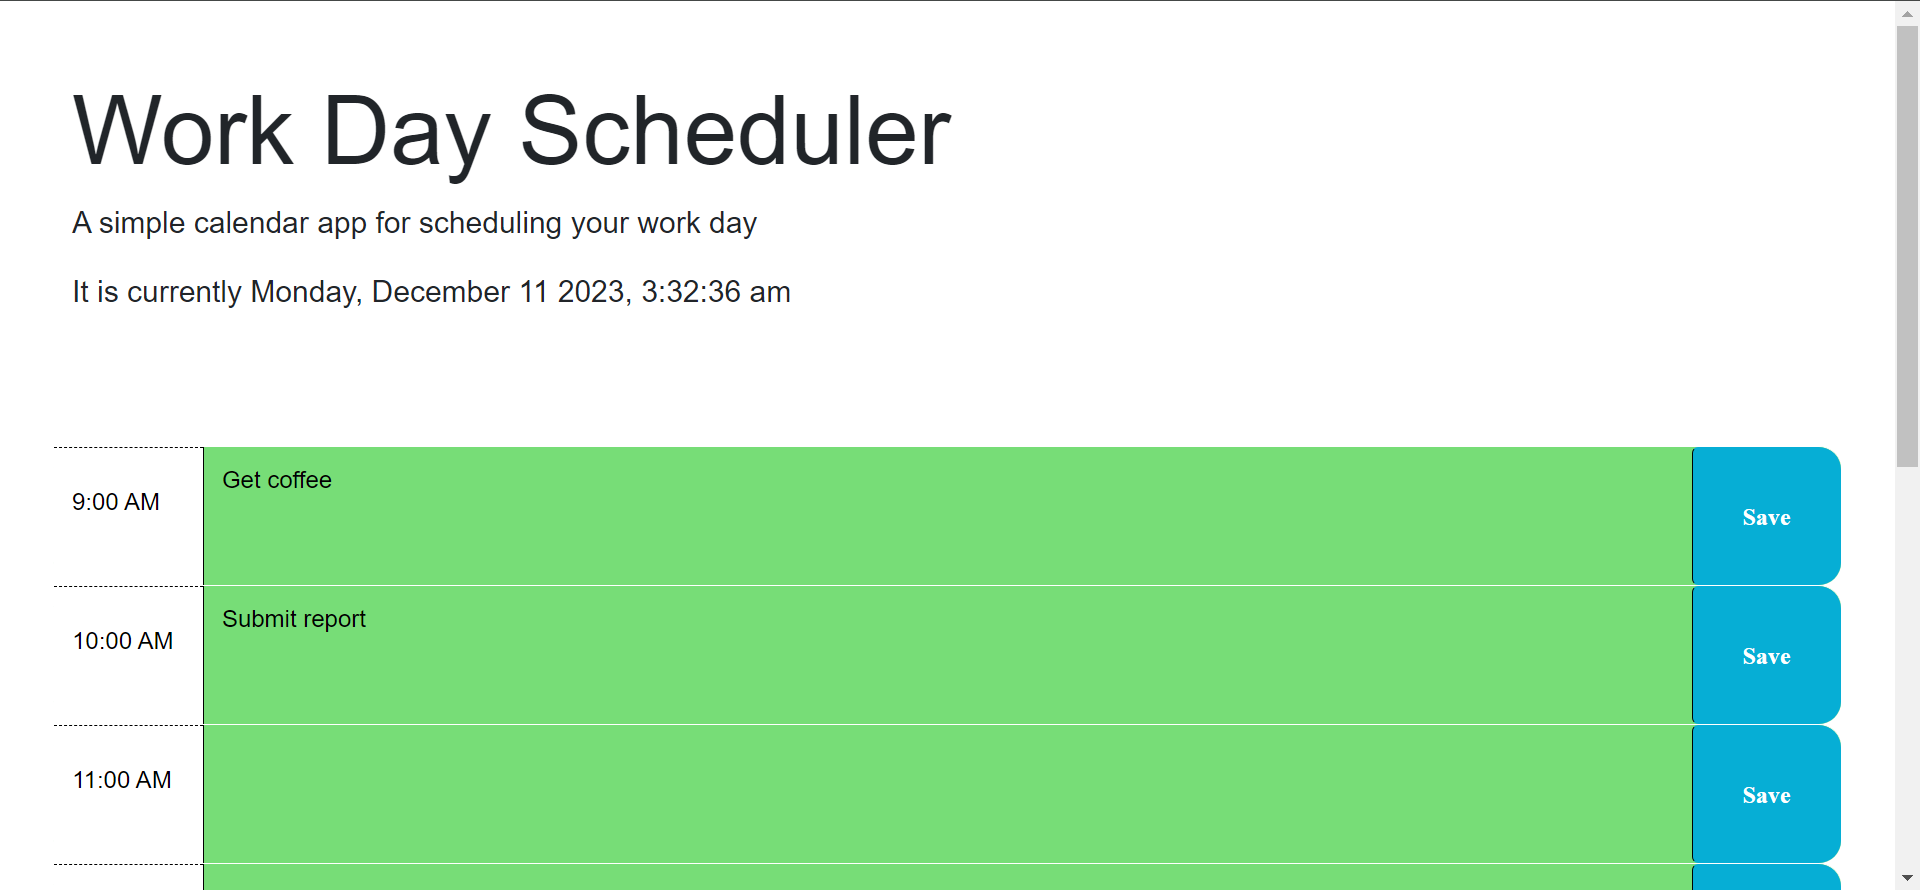 Work Day Scheduler
A simple calendar app for scheduling your work day
It is currently Monday, December 11 2023, 3:32:36 am
9:00 AM Get coffee Save
10:00 AM Submit report Save
11:00 AM Save